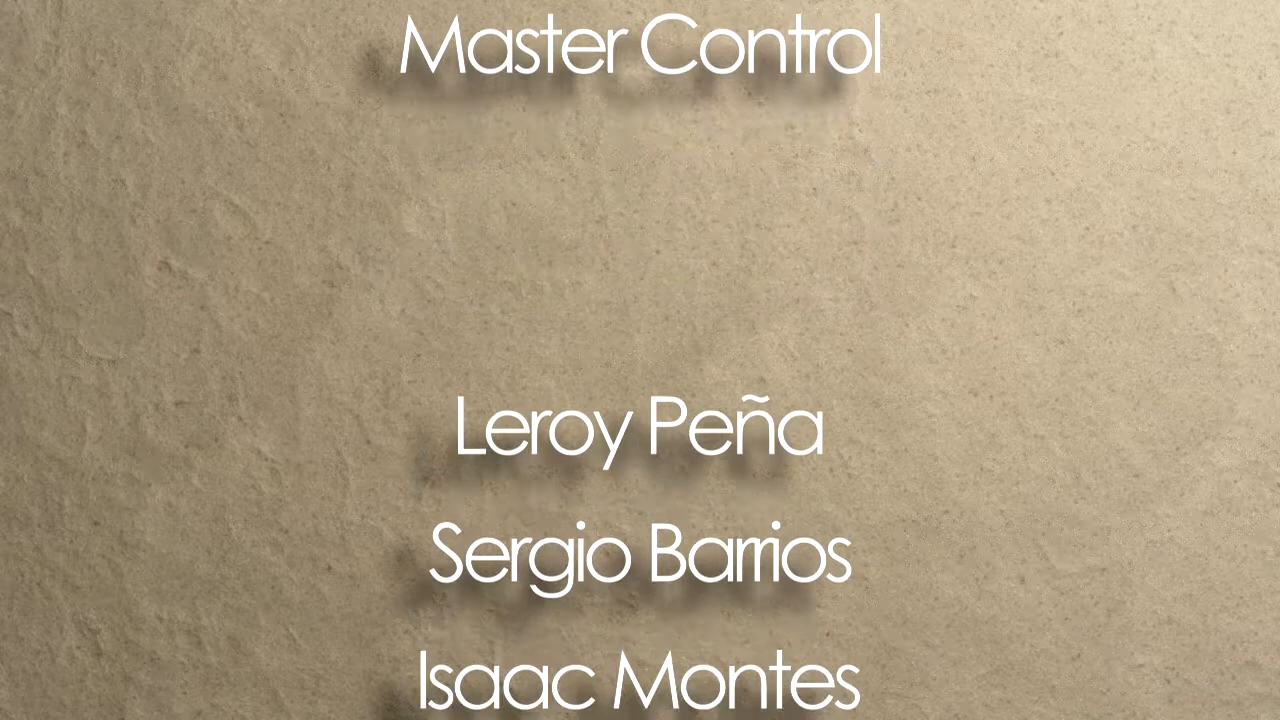 Master Control
Leroy Peña
Sergio Barrios
Isaac Montes